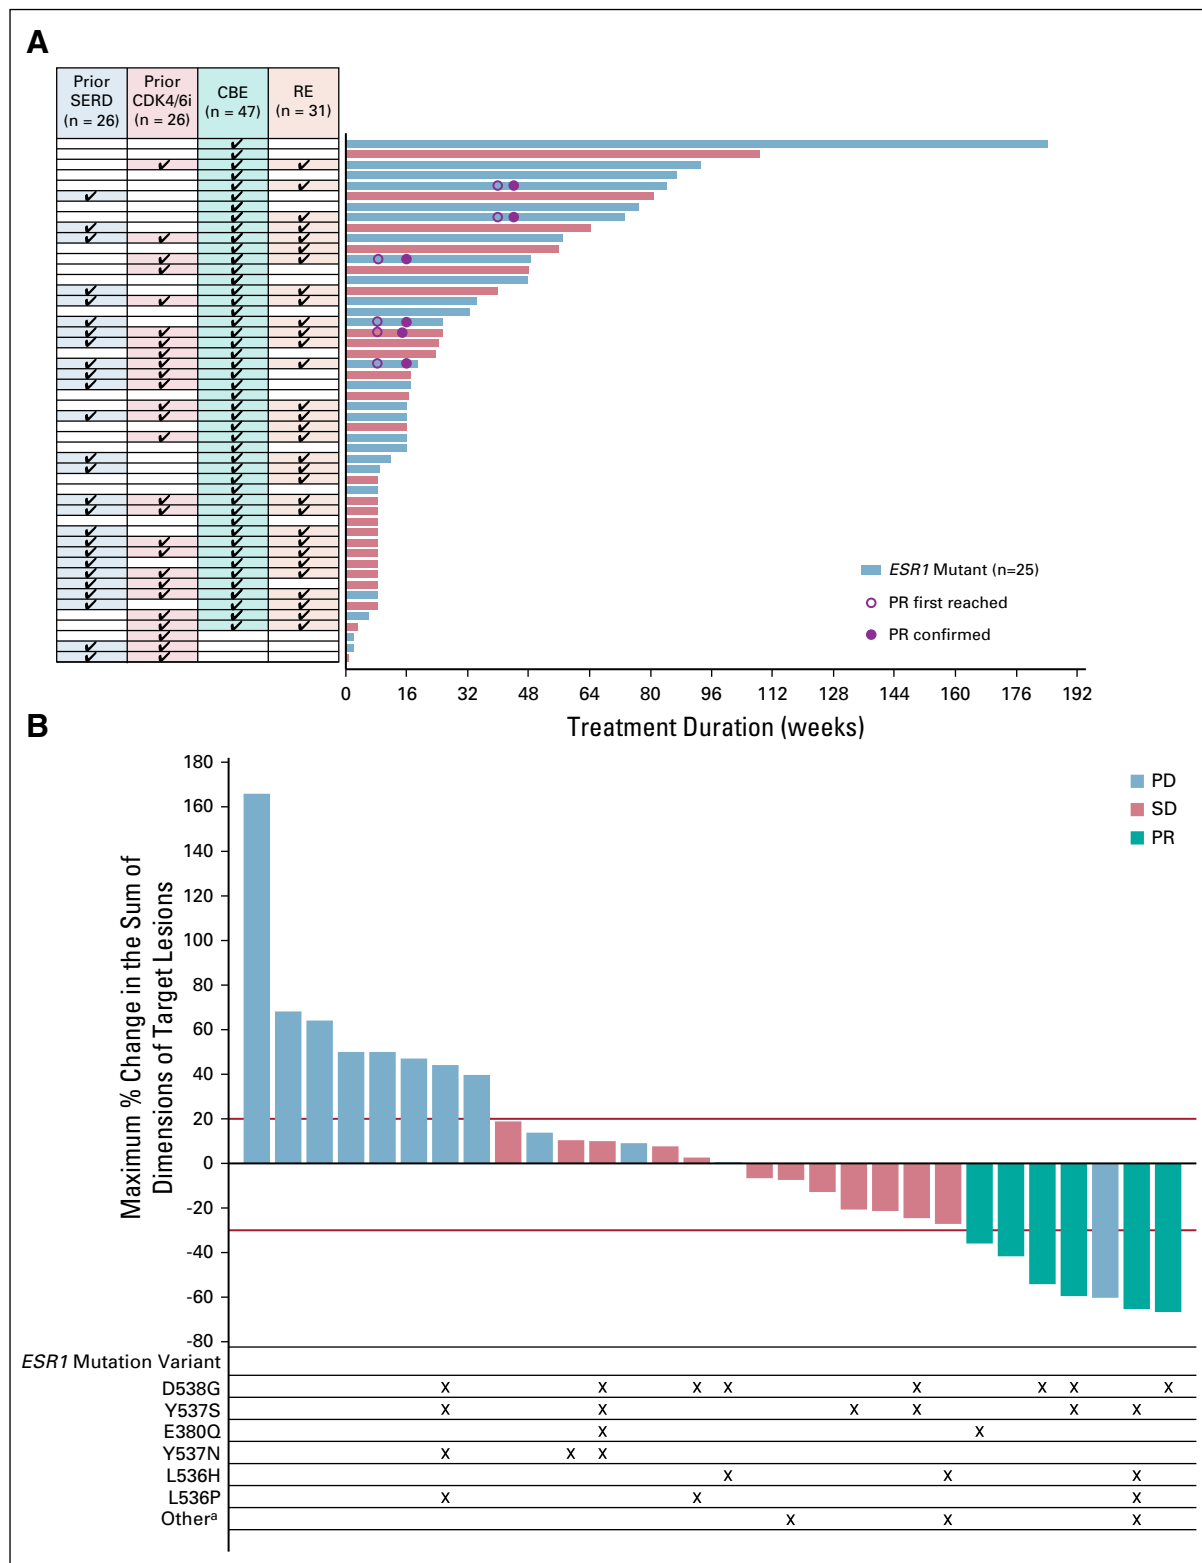 A
Prior
SERD
(n = 26)
Prior
CDK4/6i
(n = 26)
CBE
(n = 47)
RE
(n = 31)
ESR1 Mutant (n=25)
PR first reached
PR confirmed
0 16 32 48 64 80 96 112 128 144 160 176 192
Treatment Duration (weeks)
B
180
160
140
120
100
80
60
40
20
0
-20
-40
-60
-80
Maximum % Change in the Sum of
Dimensions of Target Lesions
PD
SD
PR
ESR1 Mutation Variant
D538G X X X X X X X X
Y537S X X X X X X
E380Q X X
Y537N X X X
L536H X X X
L536P X X X
Otherᵃ X X X